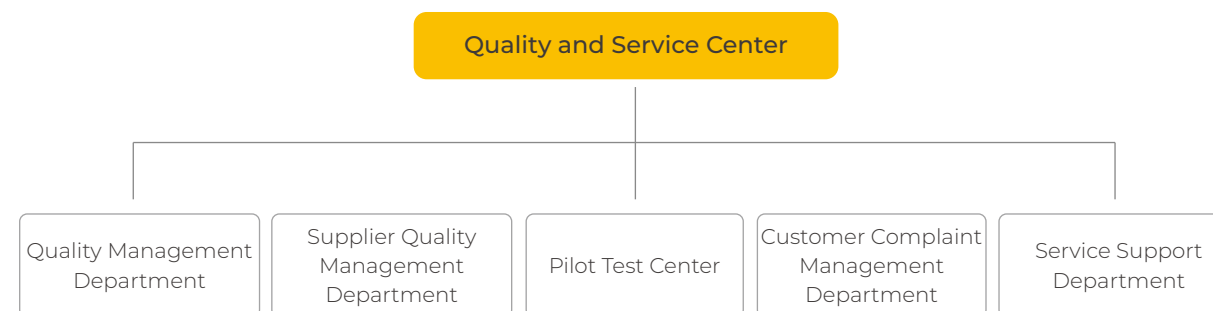 Quality and Service Center
Quality Management
Department
Supplier Quality
Management
Department
Pilot Test Center
Customer Complaint
Management
Department
Service Support
Department